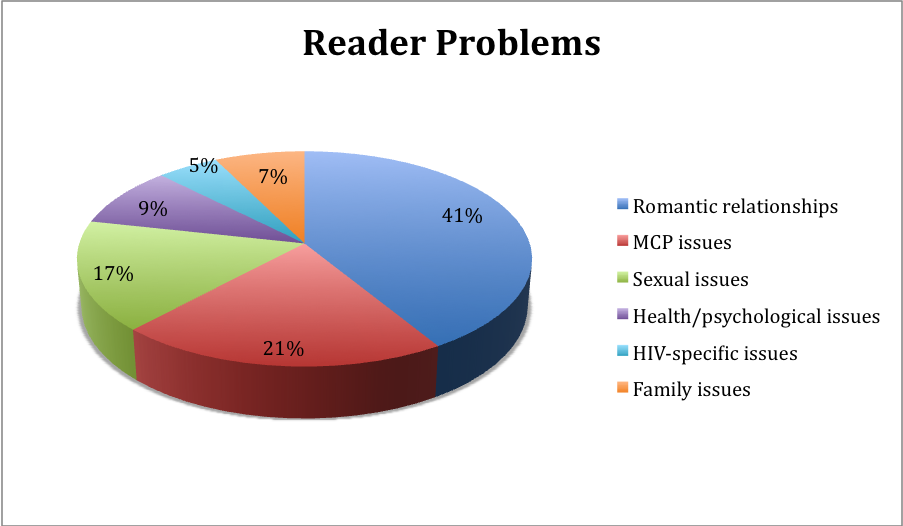 Reader Problems
5%
7%
9%
41%
17%
21%
Romantic relationships
MCP issues
Sexual issues
Health/psychological issues
HIV-specific issues
Family issues